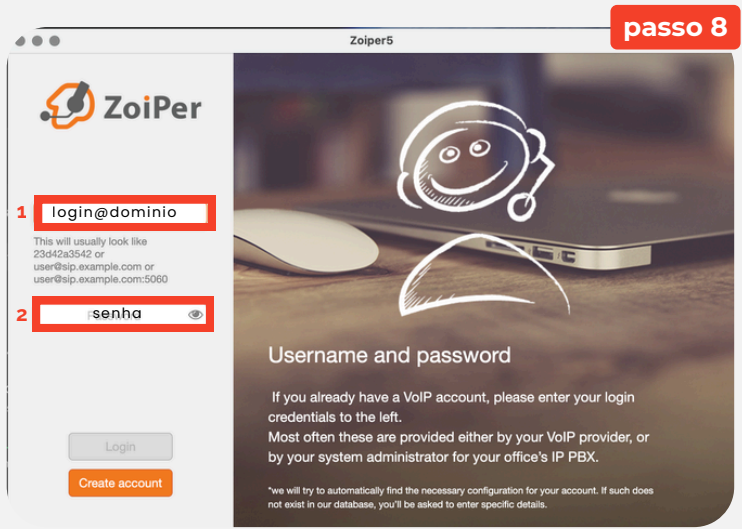 passo 8
Zoiper5
ZoiPer
1
login@dominio
This will usually look like
23d42a3542 or
user@sip.example.com or
user@sip.example.com:5060
2
senha
Login
Create account
Username and password
If you already have a VoIP account, please enter your login
credentials to the left.
Most often these are provided either by your VoIP provider, or
by your system administrator for your office's IP PBX.
*we will try to automatically find the necessary configuration for your account. If such does
not exist in our database, you'll be asked to enter specific details.